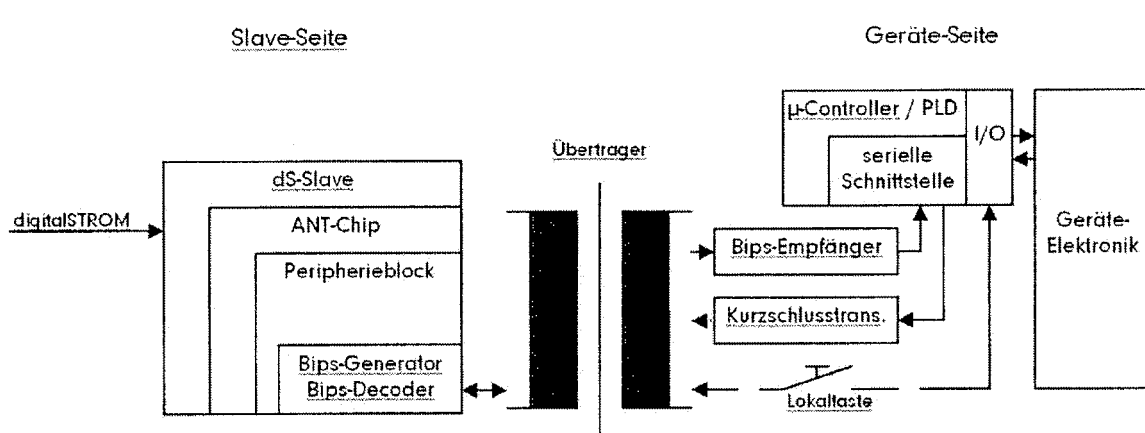 Slave-Seite
Geräte-Seite
µ-Controller / PLD
I/O
serielle
Schnittstelle
Übertrager
dS-Slave
digitalSTROM
ANT-Chip
Peripherieblock
Bips-Generator
Bips-Decoder
Bips-Empfänger
Kurzschlusstrans.
Lokaltaste
Geräte-
Elektronik